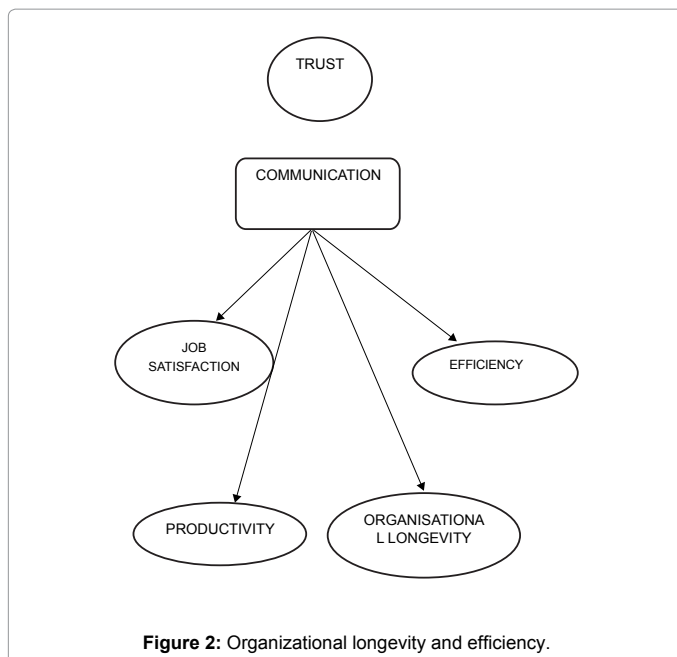 TRUST
COMMUNICATION
JOB
SATISFACTION
EFFICIENCY
PRODUCTIVITY
ORGANISATIONA
L LONGEVITY
Figure 2: Organizational longevity and efficiency.